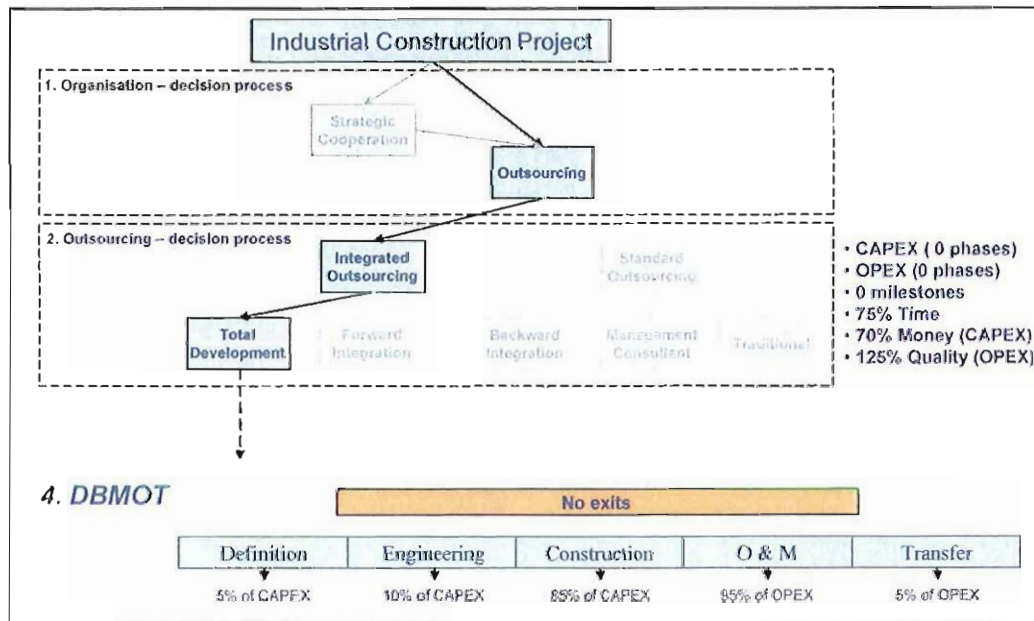 Industrial Construction Project
1. Organisation – decision process
Strategic
Cooperation
Outsourcing
2. Outsourcing – decision process
Integrated
Outsourcing
Standard
Outsourcing
Total
Development
Forward
Integration
Backward
Integration
Management
Consultant
Traditional
• CAPEX ( 0 phases)
• OPEX (0 phases)
• 0 milestones
• 75% Time
• 70% Money (CAPEX)
• 125% Quality (OPEX)
4. DBMOT
No exits
Definition
Engineering
Construction
O & M
Transfer
5% of CAPEX
10% of CAPEX
85% of CAPEX
95% of OPEX
5% of OPEX